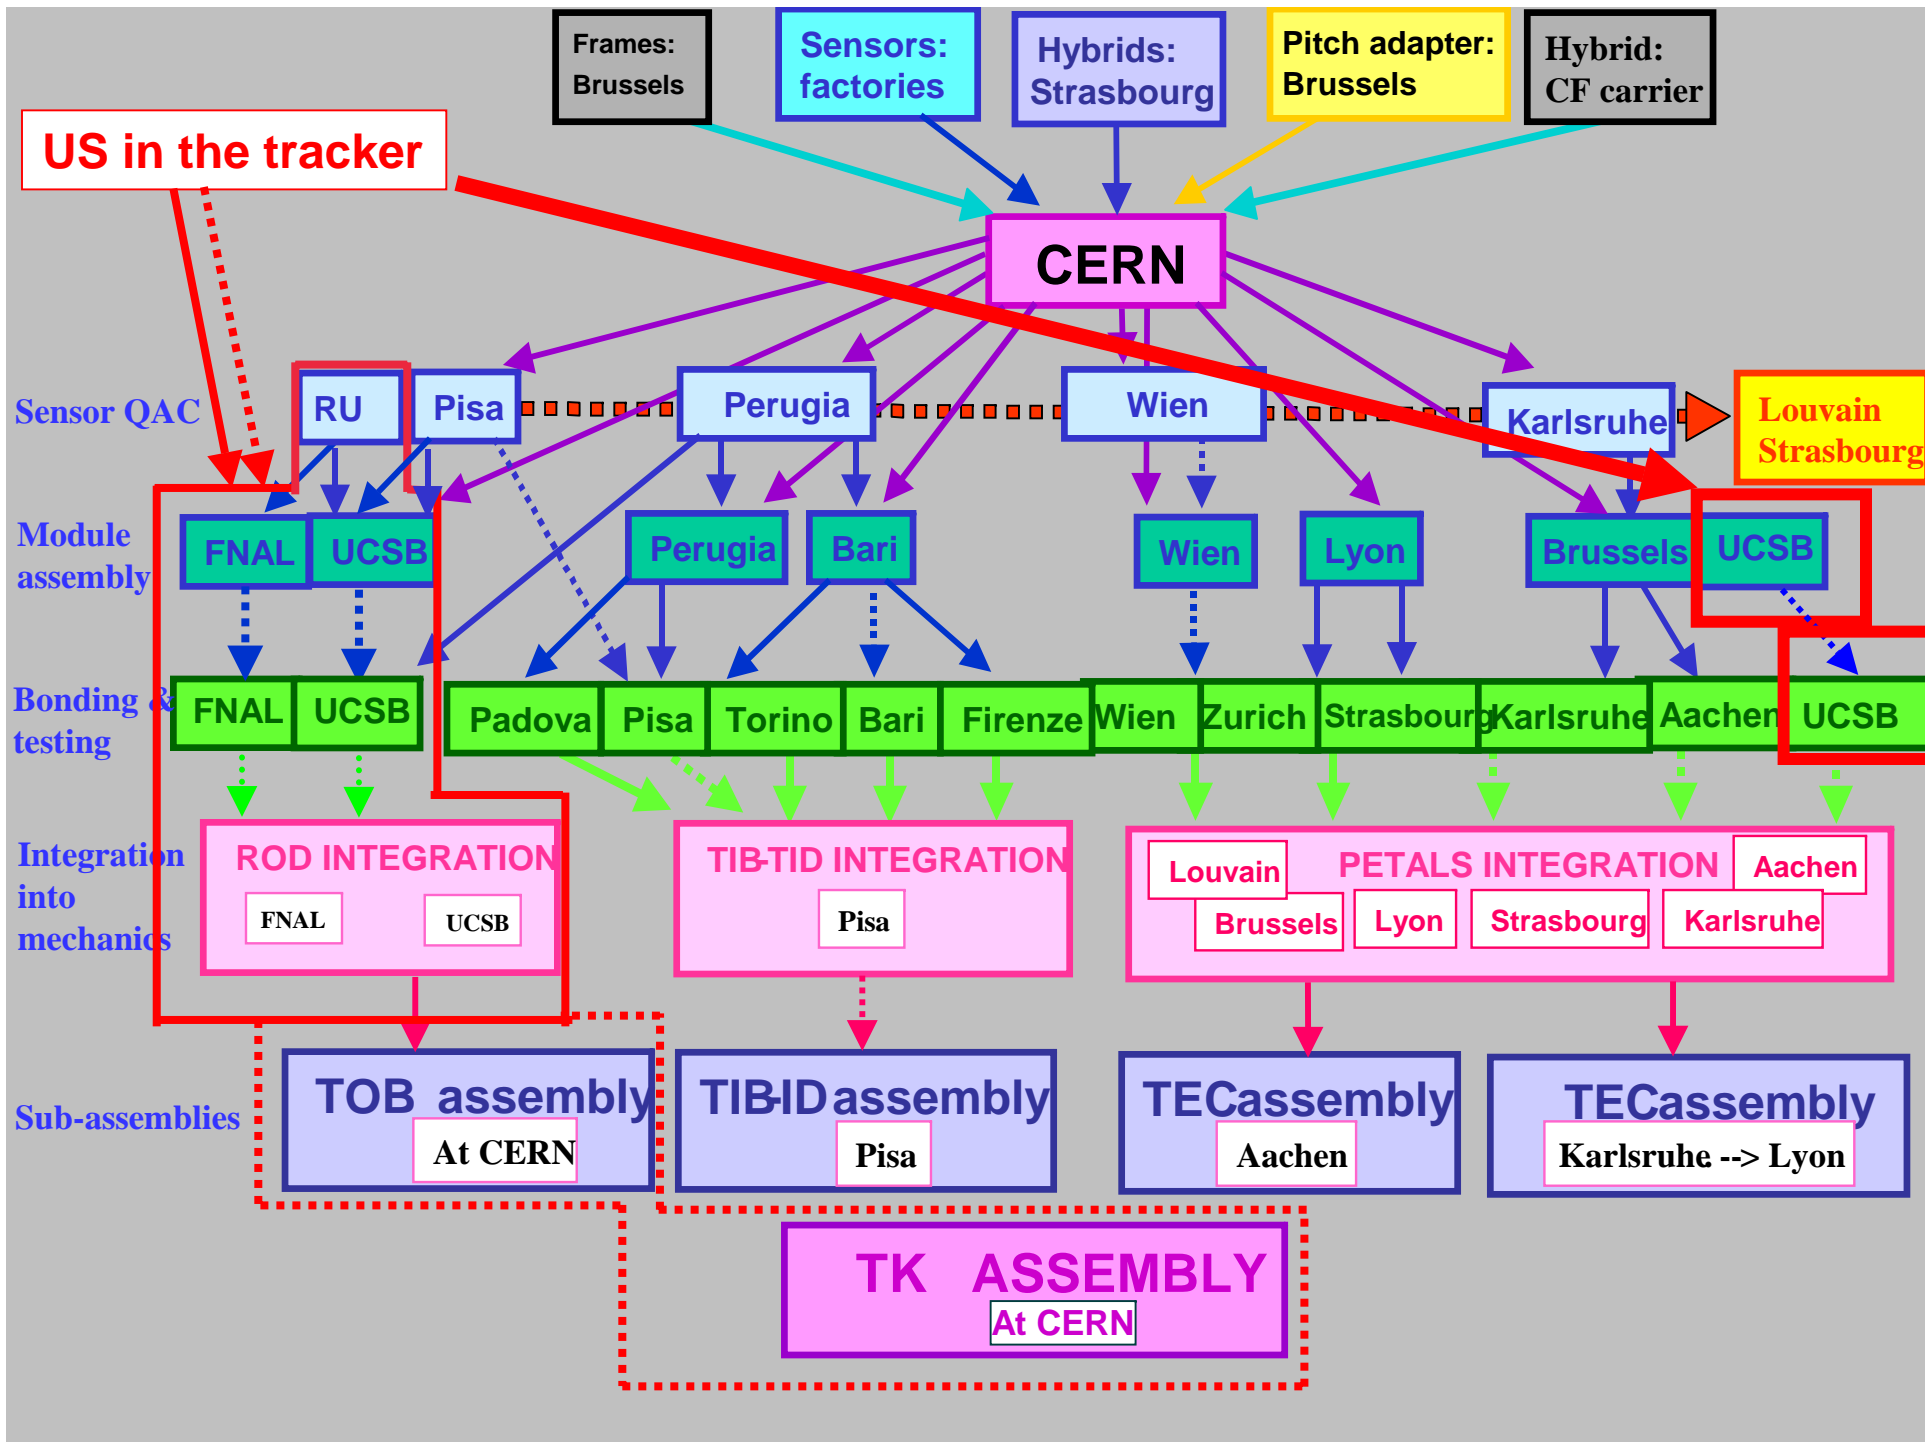 Frames:
Brussels
Sensors:
factories
Hybrids:
Strasbourg
Pitch adapter:
Brussels
Hybrid:
CF carrier
US in the tracker
CERN
Sensor QAC
RU
Pisa
Perugia
Wien
Karlsruhe
Louvain
Strasbourg
Module
assembly
FNAL
UCSB
Perugia
Bari
Wien
Lyon
Brussels
UCSB
Bonding &
testing
FNAL
UCSB
Padova
Pisa
Torino
Bari
Firenze
Wien
Zurich
Strasbourg
Karlsruhe
Aachen
UCSB
Integration
into
mechanics
ROD INTEGRATION
FNAL
UCSB
TIB-TID INTEGRATION
Pisa
PETALS INTEGRATION
Louvain
Aachen
Brussels
Lyon
Strasbourg
Karlsruhe
Sub-assemblies
TOB assembly
At CERN
TIB-ID assembly
Pisa
TECassembly
Aachen
TECassembly
Karlsruhe. --> Lyon
TK ASSEMBLY
At CERN